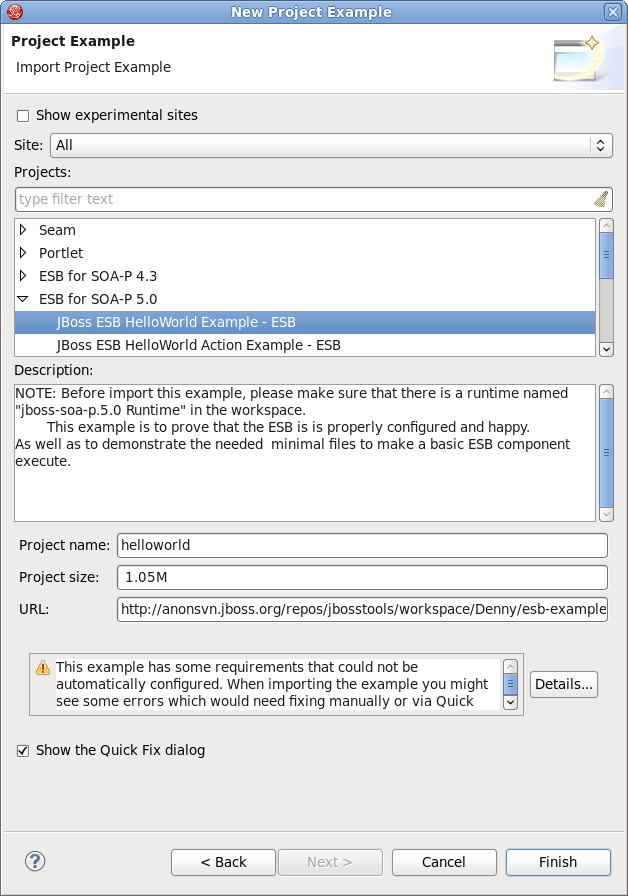 New Project Example
Project Example
Import Project Example
Show experimental sites
Site: All
Projects:
type filter text
Seam
Portlet
ESB for SOA-P 4.3
ESB for SOA-P 5.0
JBoss ESB HelloWorld Example - ESB
JBoss ESB HelloWorld Action Example - ESB
Description:
NOTE: Before import this example, please make sure that there is a runtime named
"jboss-soa-p.5.0 Runtime" in the workspace.
This example is to prove that the ESB is is properly configured and happy.
As well as to demonstrate the needed  minimal files to make a basic ESB component
execute.
Project name: helloworld
Project size: 1.05M
URL: http://anonsvn.jboss.org/repos/jbosstools/workspace/Denny/esb-example
This example has some requirements that could not be
automatically configured. When importing the example you might
see some errors which would need fixing manually or via Quick
Details...
Show the Quick Fix dialog
? < Back Next > Cancel Finish